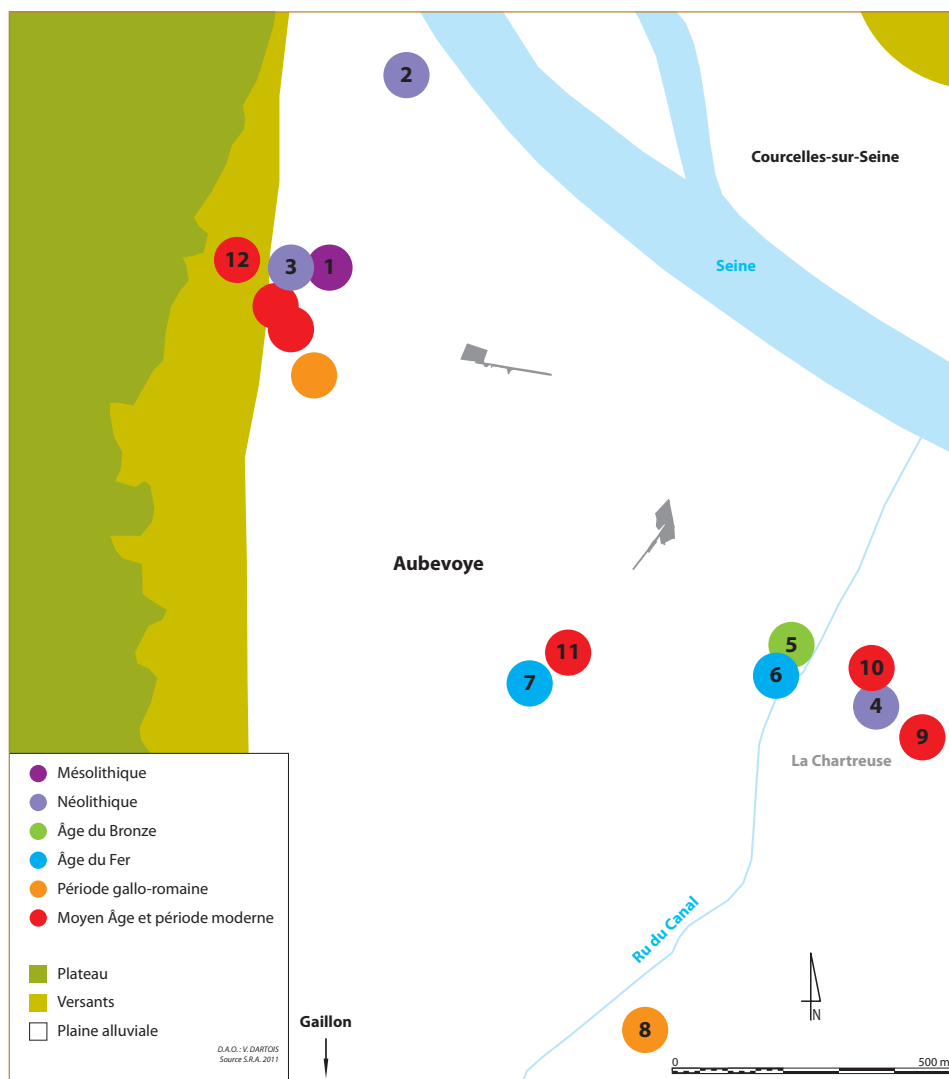 2
Courcelles-sur-Seine
12
3
1
Seine
Aubevoye
5
11
10
6
7
4
9
La Chartreuse
Mésolithique
Néolithique
Âge du Bronze
Âge du Fer
Période gallo-romaine
Moyen Âge et période moderne
Ru du Canal
Plateau
Versants
Plaine alluviale
N
Gaillon
8
D.A.O. : V. DARTOIS
Source S.R.A. 2011
0
500 m